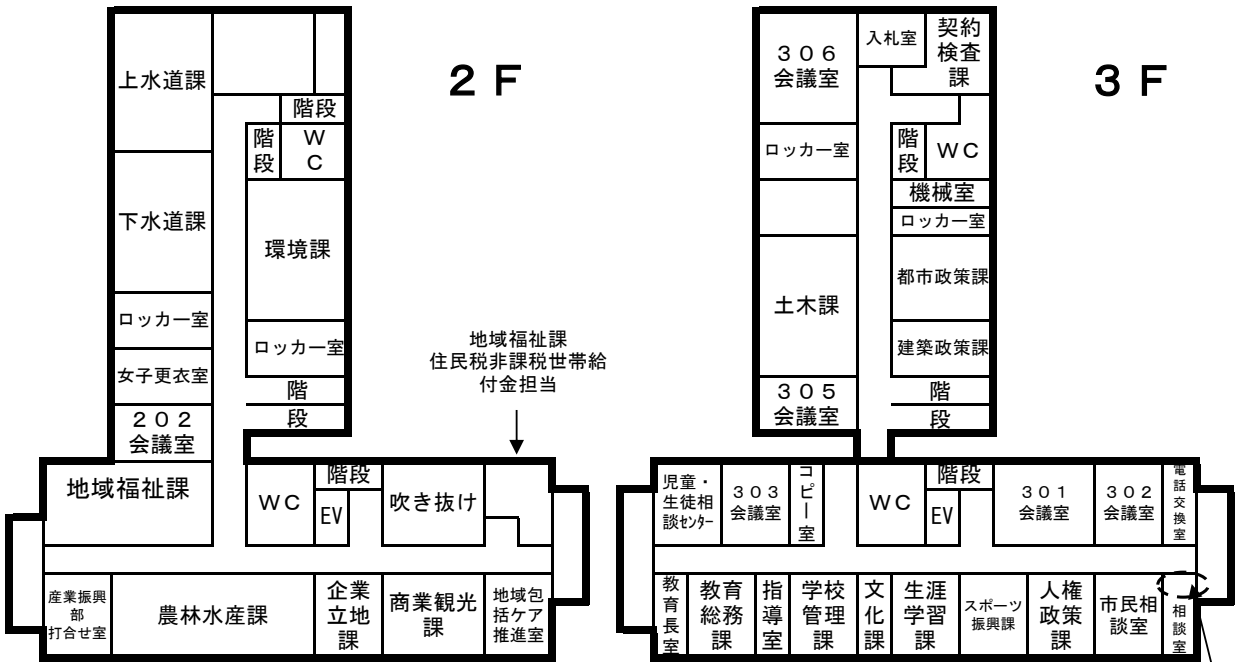 ２Ｆ
上水道課
階段
階
段
Ｗ
Ｃ
下水道課
環境課
ロッカー室
ロッカー室
女子更衣室
階
段
２０２
会議室
地域福祉課
住民税非課税世帯給
付金担当
地域福祉課
ＷＣ
階段
EV
吹き抜け
産業振興
部
打合せ室
農林水産課
企業
立地
課
商業観光
課
地域包
括ケア
推進室
３Ｆ
３０６
会議室
入札室
契約
検査
課
ロッカー室
階
段
ＷＣ
機械室
ロッカー室
都市政策課
土木課
建築政策課
３０５
会議室
階
段
児童・
生徒相
談ｾﾝﾀｰ
３０３
会議室
コ
ピ
ー
室
ＷＣ
階段
EV
３０１
会議室
３０２
会議室
電
話
交
換
室
教
育
長
室
教育
総務
課
指
導
室
学校
管理
課
文
化
課
生涯
学習
課
スポーツ
振興課
人権
政策
課
市民相
談室
相
談
室